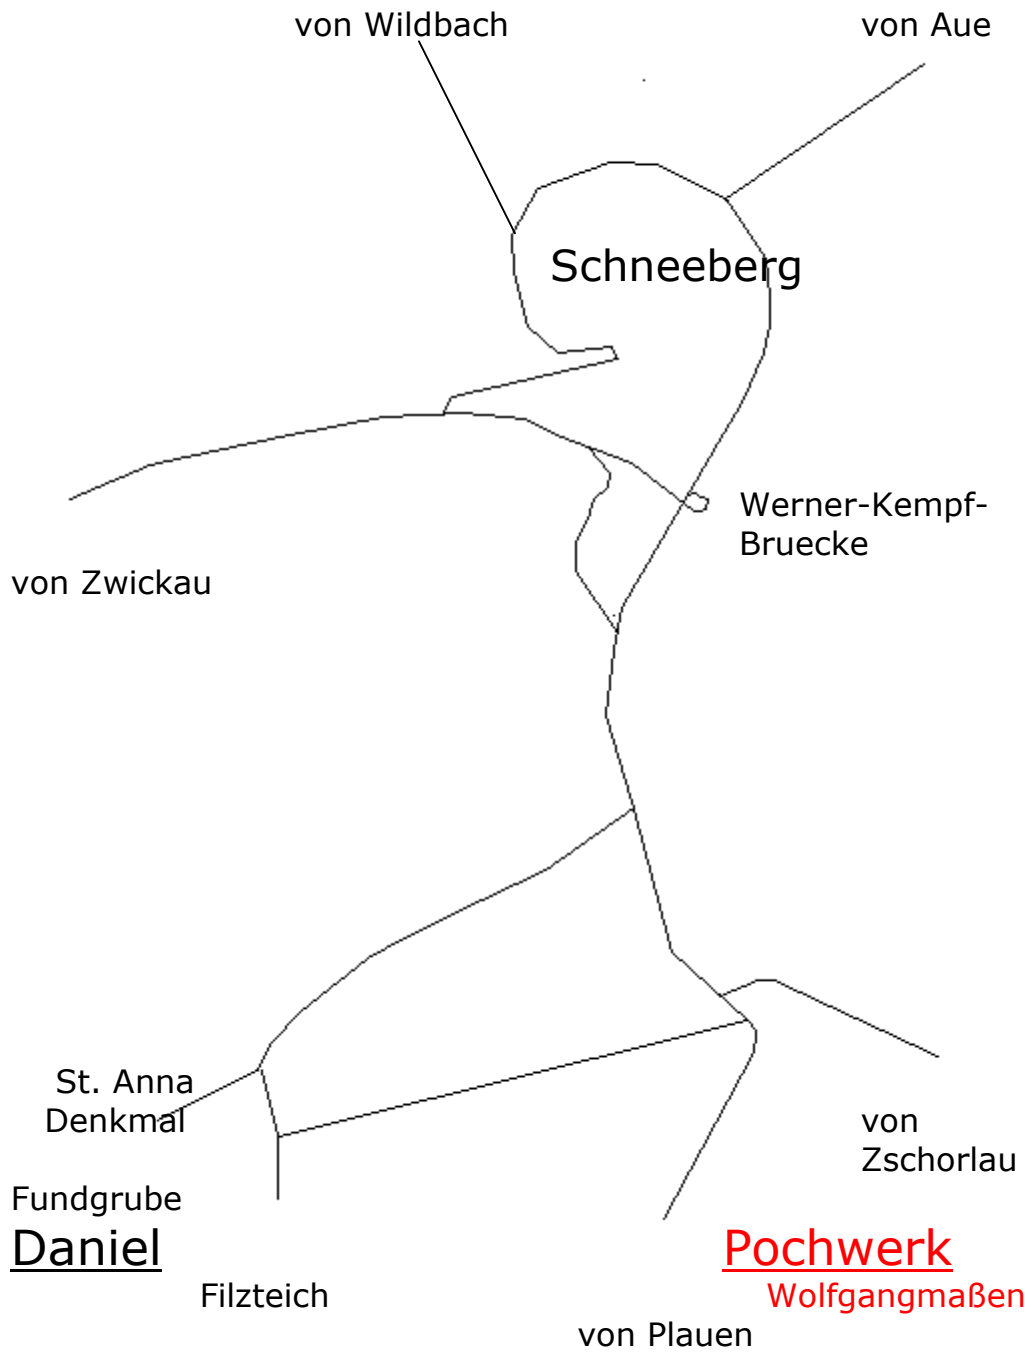 von Wildbach
von Aue
Schneeberg
Werner-Kempf-
Bruecke
von Zwickau
St. Anna
Denkmal
von
Zschorlau
Fundgrube
Daniel
Pochwerk
Filzteich
Wolfgangmaßen
von Plauen